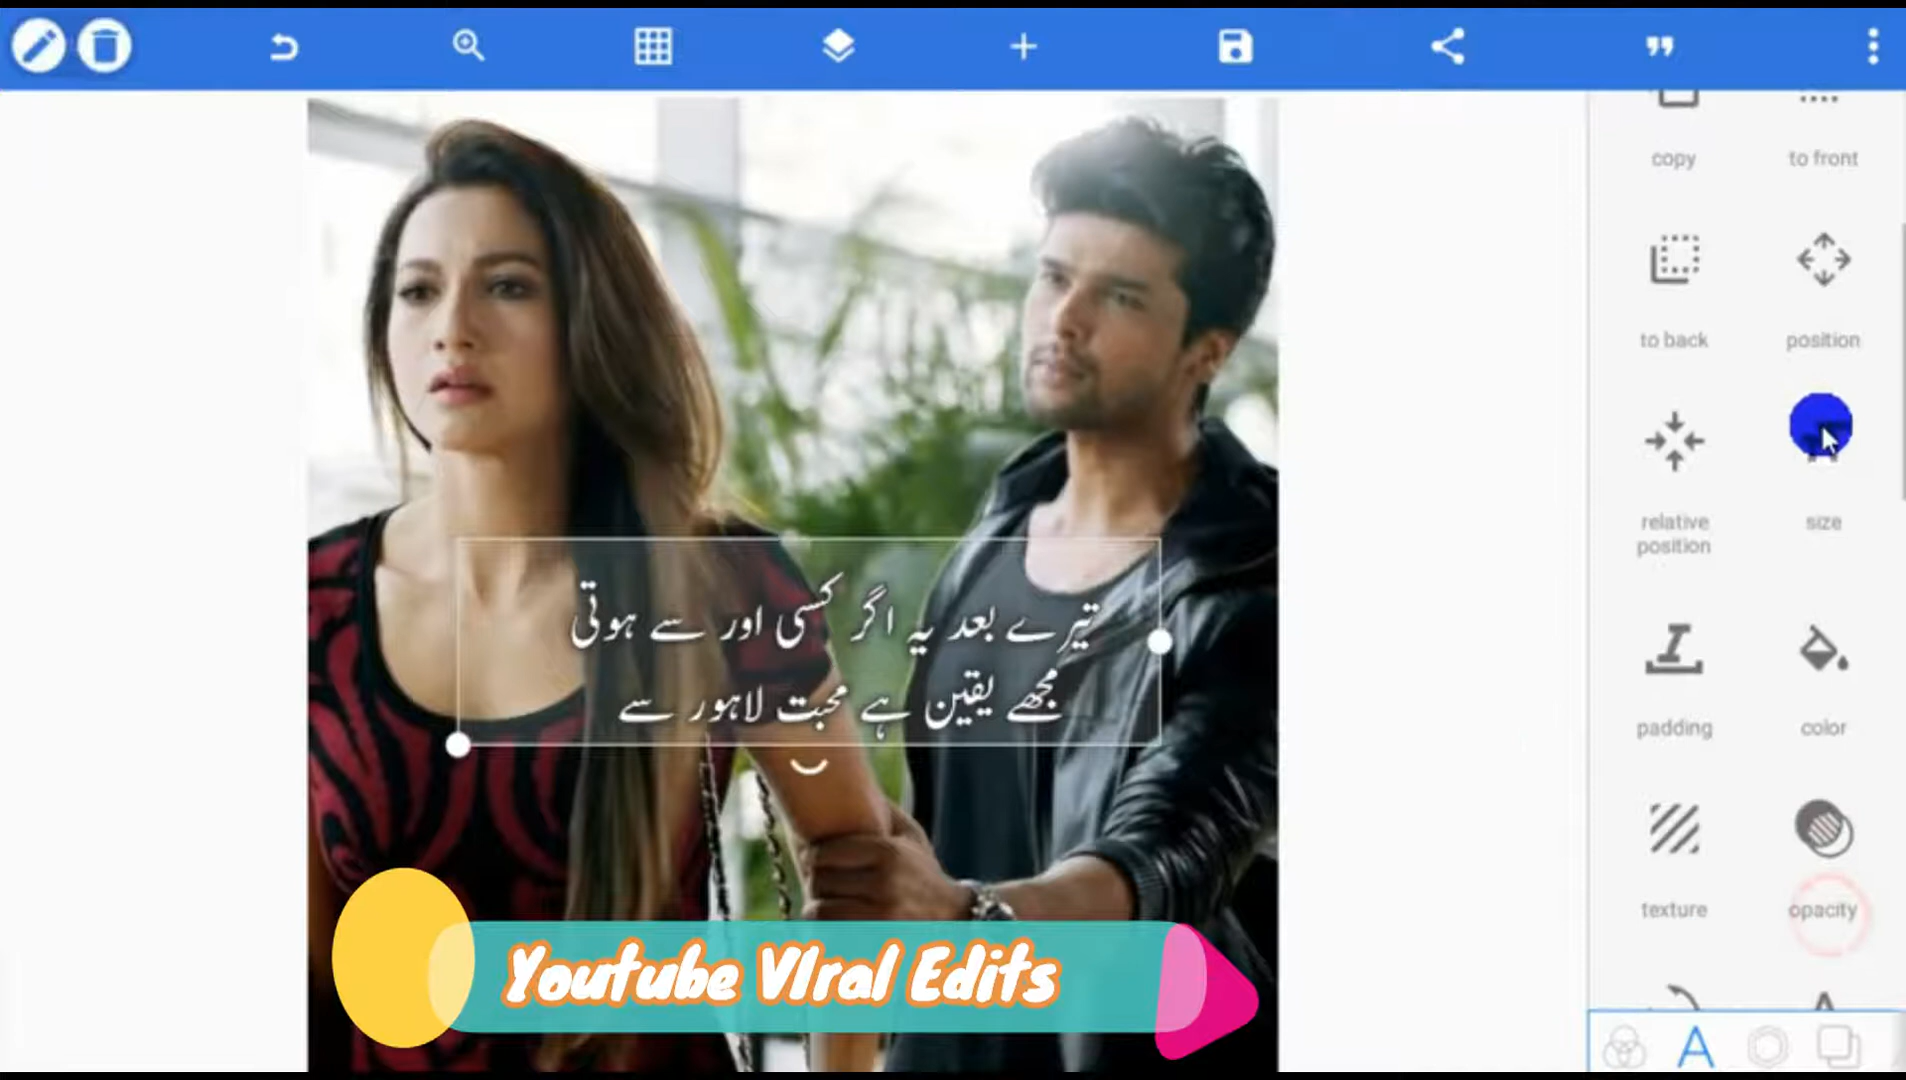 copy
to front
to back
position
relative
position
size
تیرے بعد یہ اگر کسی اور سے ہوتی
مجھے یقین ہے محبت لاہور سے
padding
color
texture
opacity
Youtube VIral Edits
A